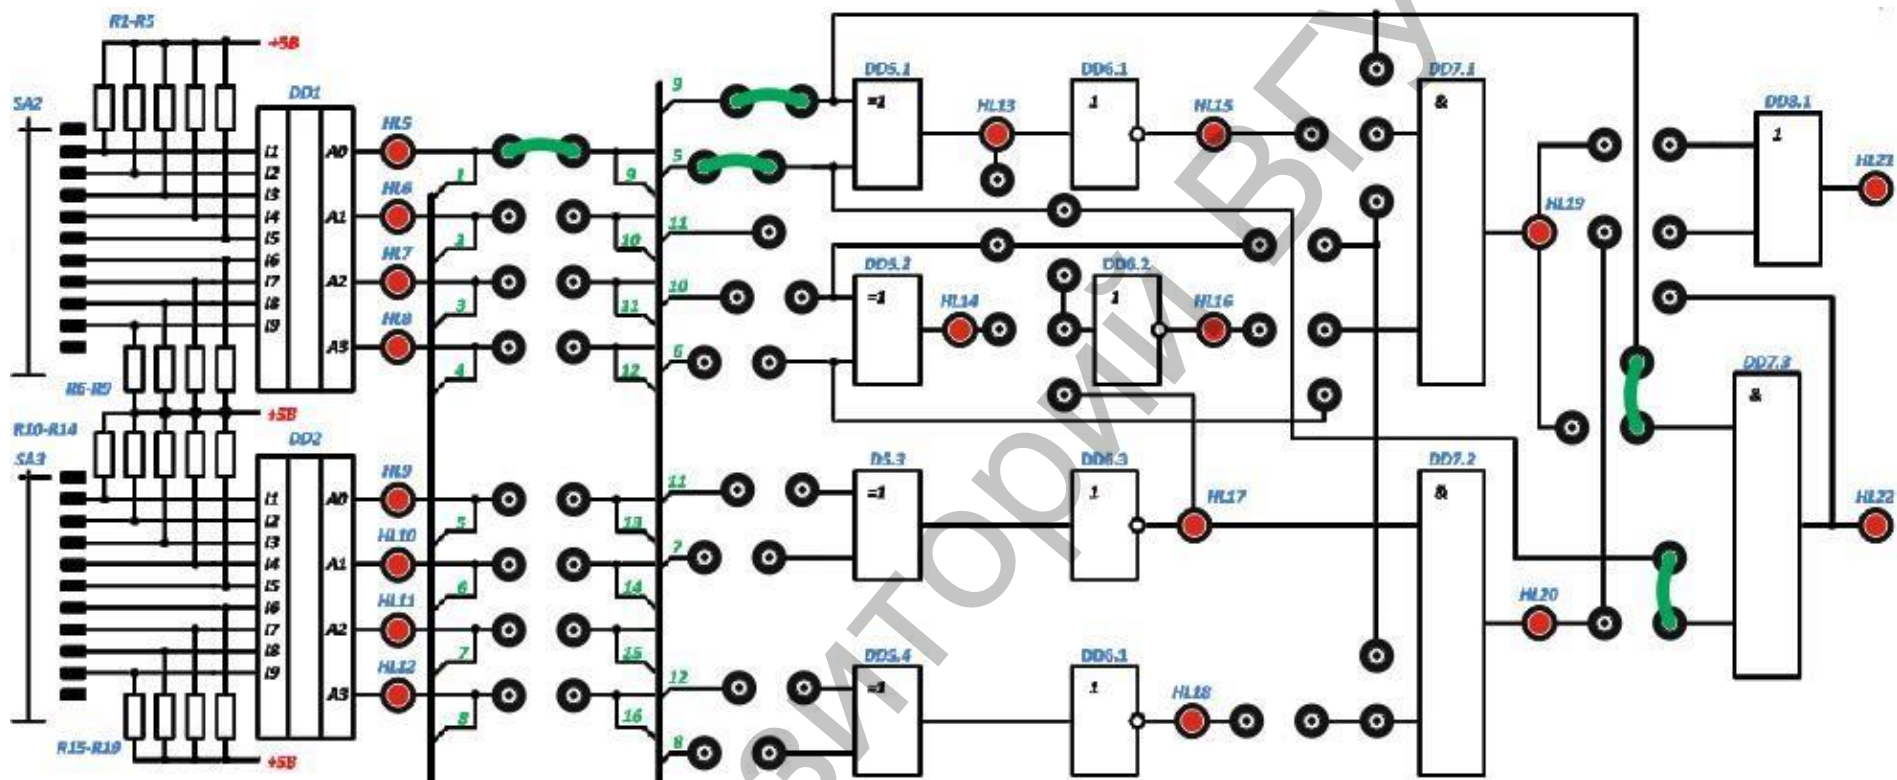 R1-R5
+5В
SA2
DD1
I1
I2
I3
I4
I5
I6
I7
I8
I9
A0
A1
A2
A3
HL5
HL6
HL7
HL8
1
2
3
4
9
10
11
12
R6-R9
+5В
R10-R14
SA3
DD2
I1
I2
I3
I4
I5
I6
I7
I8
I9
A0
A1
A2
A3
HL9
HL10
HL11
HL12
5
6
7
8
13
14
15
16
R15-R19
+5В
9
5
11
10
6
11
7
12
8
DD5.1
=1
HL13
DD6.1
1
HL15
DD5.2
=1
HL14
DD6.2
1
HL16
D5.3
=1
DD6.3
1
HL17
DD5.4
=1
DD6.1
1
HL18
DD7.1
&
HL19
DD7.2
&
HL20
DD8.1
1
HL21
DD7.3
&
HL22
зиторий ВГУ